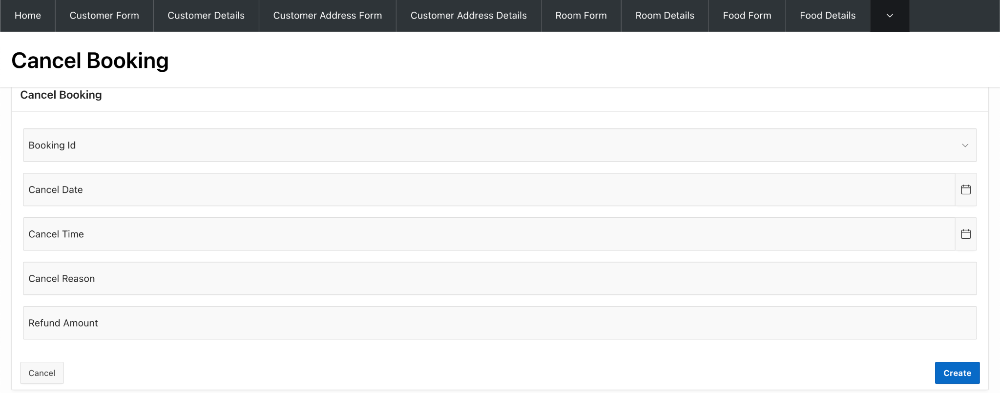 Home Customer Form Customer Details Customer Address Form Customer Address Details Room Form Room Details Food Form Food Details
Cancel Booking
Cancel Booking
Booking Id
Cancel Date
Cancel Time
Cancel Reason
Refund Amount
Cancel Create